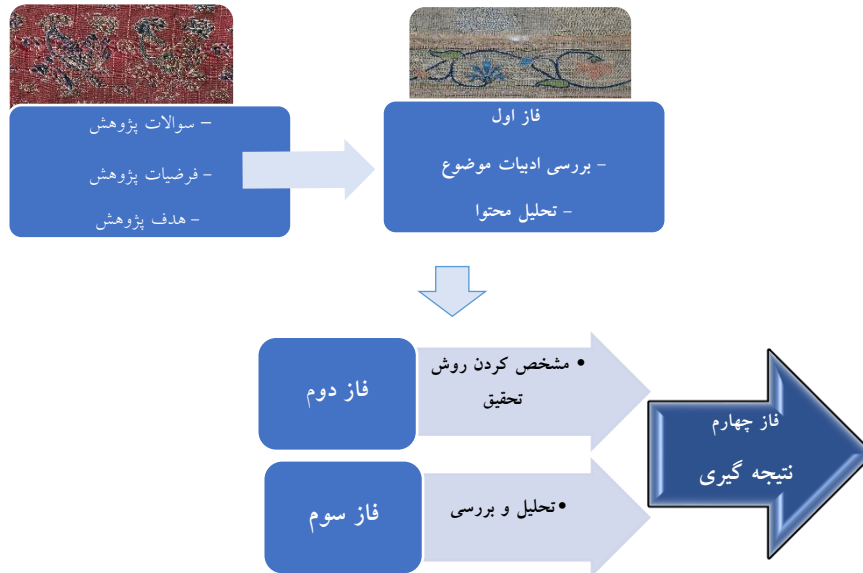 – سوالات پژوهش
– فرضیات پژوهش
– هدف پژوهش
فاز اول
– بررسی ادبیات موضوع
– تحلیل محتوا
فاز دوم
• مشخص کردن روش
تحقیق
فاز سوم
• تحلیل و بررسی
فاز چهارم
نتیجه گیری